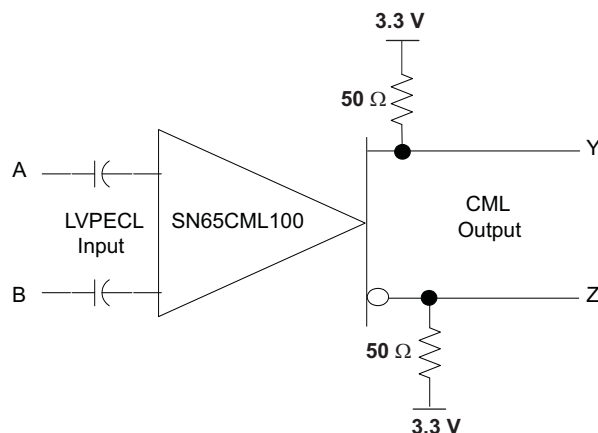 3.3 V
50 Ω
A
Y
LVPECL
Input
SN65CML100
CML
Output
B
Z
50 Ω
3.3 V